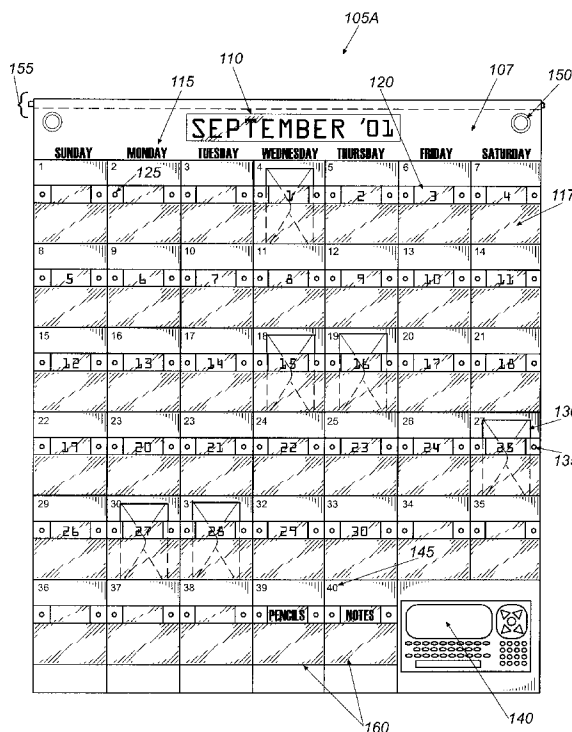 105A
155
115
110
120
107
150
SEPTEMBER '01
SUNDAY MONDAY TUESDAY WEDNESDAY THURSDAY FRIDAY SATURDAY
1 2 3 4 5 6 7
125
1 2 3 4
117
8 9 10 11 12 13 14
5 6 7 8 9 10 11
15 16 17 18 19 20 21
12 13 14 15 16 17 18
22 23 23 24 25 26 27
130
19 20 21 22 23 24 25
135
29 30 31 32 33 34 35
26 27 28 29 30
145
36 37 38 39 40
PENCILS NOTES
160
140